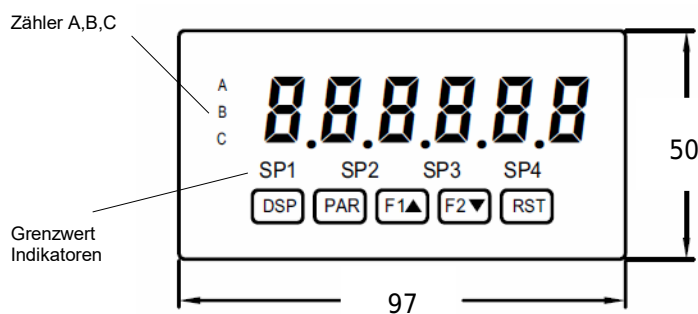 Zähler A,B,C
A
B
C
8.8.8.8.8.8
50
SP1 SP2 SP3 SP4
DSP PAR F1▲ F2▼ RST
Grenzwert
Indikatoren
97